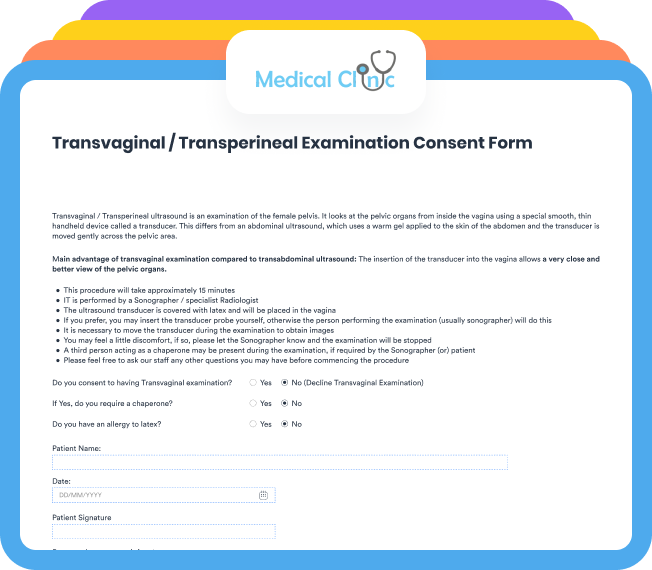 Medical Clinic
Transvaginal / Transperineal Examination Consent Form
Transvaginal / Transperineal ultrasound is an examination of the female pelvis. It looks at the pelvic organs from inside the vagina using a special smooth, thin
handheld device called a transducer. This differs from an abdominal ultrasound, which uses a warm gel applied to the skin of the abdomen and the transducer is
moved gently across the pelvic area.
Main advantage of transvaginal examination compared to transabdominal ultrasound: The insertion of the transducer into the vagina allows a very close and
better view of the pelvic organs.
• This procedure will take approximately 15 minutes
• IT is performed by a Sonographer / specialist Radiologist
• The ultrasound transducer is covered with latex and will be placed in the vagina
• If you prefer, you may insert the transducer probe yourself, otherwise the person performing the examination (usually sonographer) will do this
• It is necessary to move the transducer during the examination to obtain images
• You may feel a little discomfort, if so, please let the Sonographer know and the examination will be stopped
• A third person acting as a chaperone may be present during the examination, if required by the Sonographer (or) patient
• Please feel free to ask our staff any other questions you may have before commencing the procedure
Do you consent to having Transvaginal examination? Yes No (Decline Transvaginal Examination)
If Yes, do you require a chaperone? Yes No
Do you have an allergy to latex? Yes No
Patient Name:
Date:
DD/MM/YYYY
Patient Signature